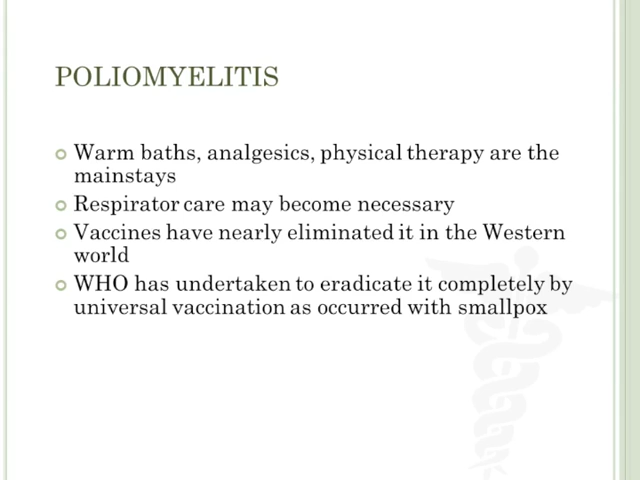 POLIOMYELITIS
Warm baths, analgesics, physical therapy are the
mainstays
Respirator care may become necessary
Vaccines have nearly eliminated it in the Western
world
WHO has undertaken to eradicate it completely by
universal vaccination as occurred with smallpox